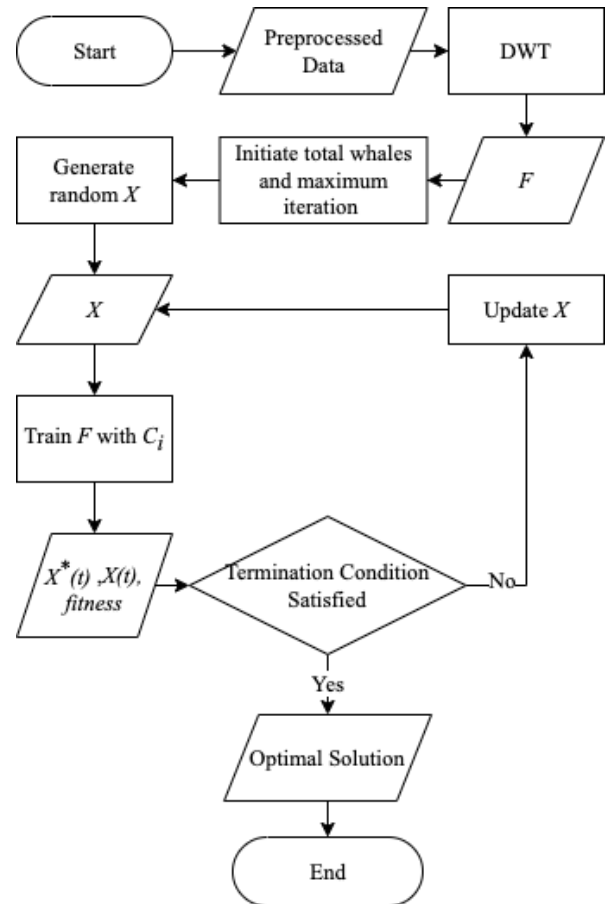 Start
Preprocessed
Data
DWT
F
Initiate total whales
and maximum
iteration
Generate
random X
X
Update X
Train F with Cᵢ
X*(t) ,X(t),
fitness
Termination Condition
Satisfied
No
Yes
Optimal Solution
End